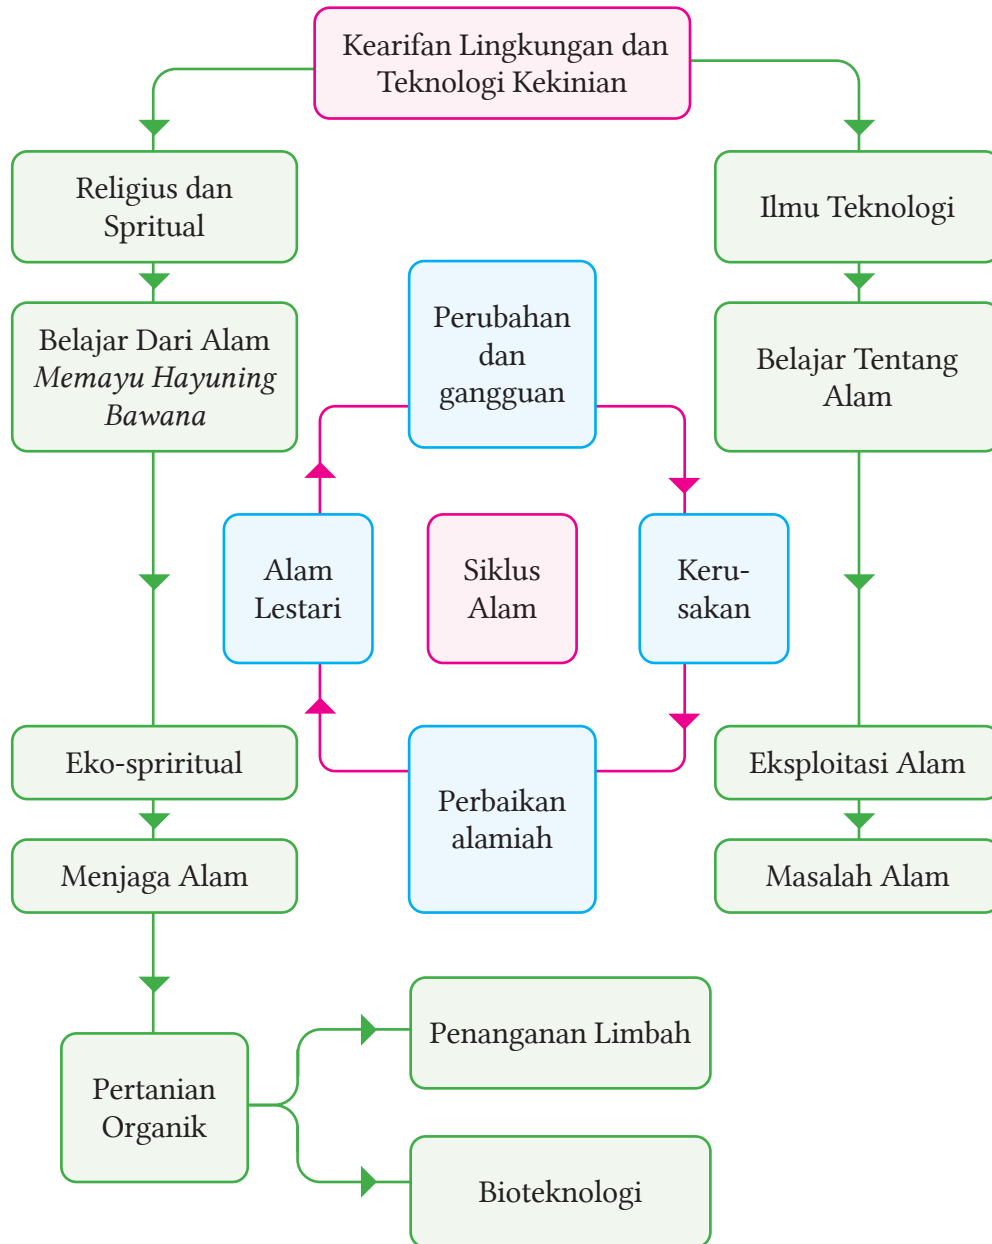 Kearifan Lingkungan dan
Teknologi Kekinian
Religius dan
Spritual
Ilmu Teknologi
Belajar Dari Alam
Memayu Hayuning
Bawana
Perubahan
dan
gangguan
Belajar Tentang
Alam
Alam
Lestari
Siklus
Alam
Keru-
sakan
Eko-spriritual
Perbaikan
alamiah
Eksploitasi Alam
Menjaga Alam
Masalah Alam
Pertanian
Organik
Penanganan Limbah
Bioteknologi